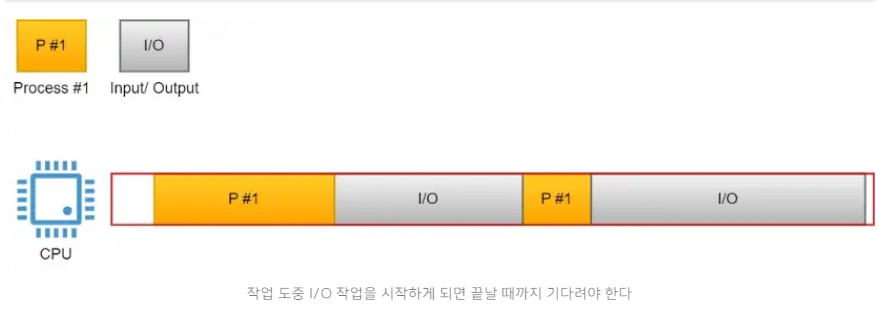 P #1
I/O
Process #1
Input/ Output
P #1
I/O
P #1
I/O
CPU
작업 도중 I/O 작업을 시작하게 되면 끝날 때까지 기다려야 한다